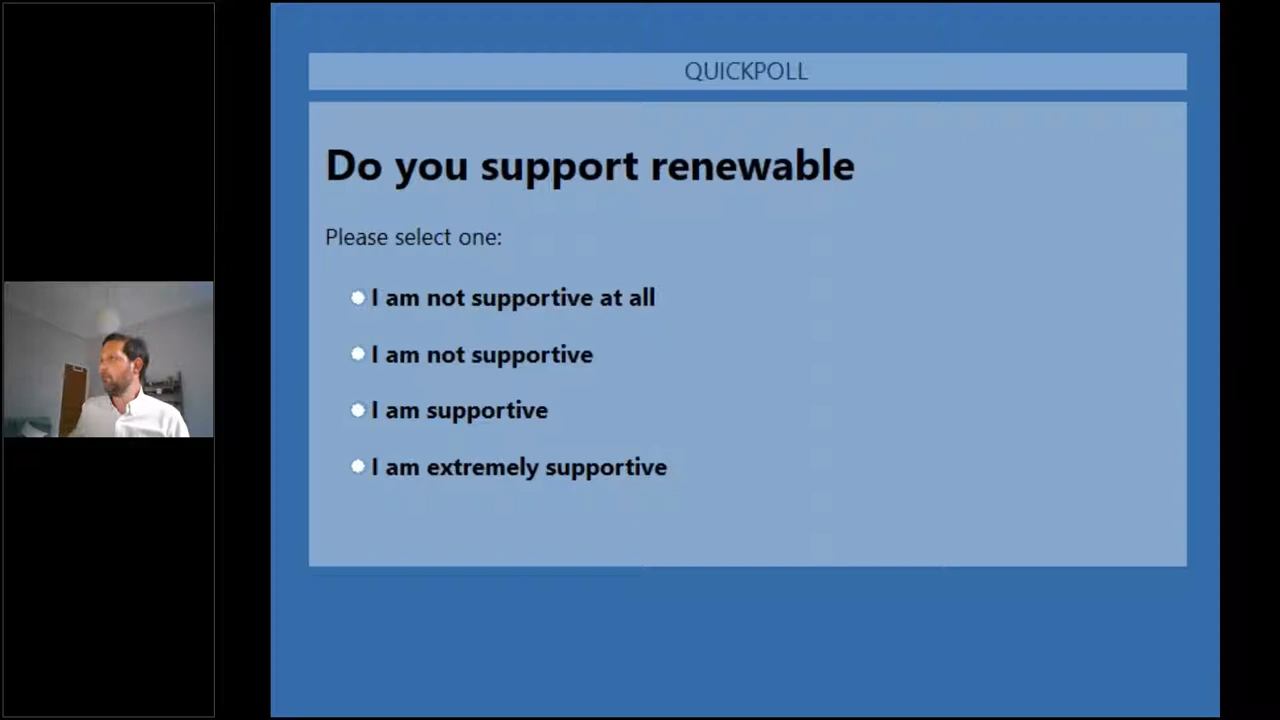 QUICKPOLL
Do you support renewable
Please select one:
I am not supportive at all
I am not supportive
I am supportive
I am extremely supportive